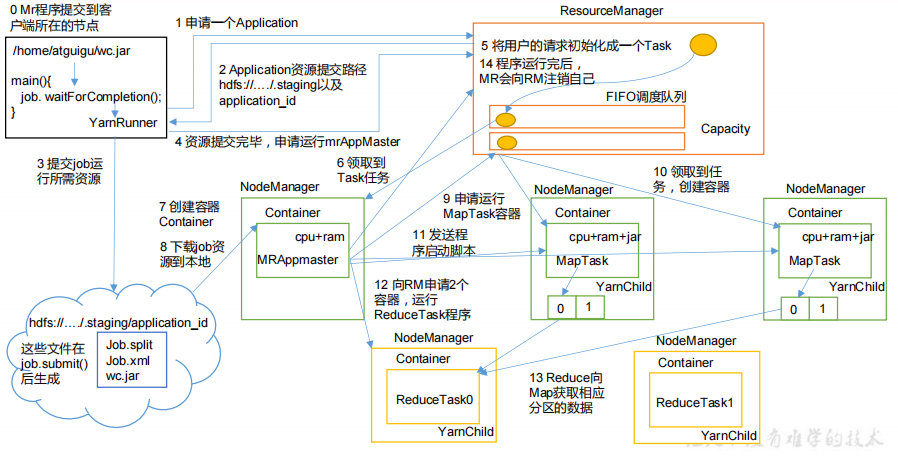 0 Mr程序提交到客
户端所在的节点
/home/atguigu/wc.jar
main(){
job. waitForCompletion();
}
YarnRunner
1 申请一个Application
2 Application资源提交路径
hdfs://…./.staging以及
application_id
4 资源提交完毕，申请运行mrAppMaster
3 提交job运
行所需资源
ResourceManager
5 将用户的请求初始化成一个Task
14 程序运行完后，
MR会向RM注销自己
FIFO调度队列
Capacity
6 领取到
Task任务
NodeManager
7 创建容器
Container
8 下载job资
源到本地
Container
cpu+ram
MRAppmaster
9 申请运行
MapTask容器
11 发送程
序启动脚本
10 领取到任
务，创建容器
NodeManager
Container
cpu+ram+jar
MapTask
YarnChild
0
1
NodeManager
Container
cpu+ram+jar
MapTask
YarnChild
0
1
12 向RM申请2个
容器，运行
ReduceTask程序
hdfs://…./.staging/application_id
这些文件在
job.submit()
后生成
Job.split
Job.xml
wc.jar
NodeManager
Container
ReduceTask0
YarnChild
13 Reduce向
Map获取相应
分区的数据
NodeManager
Container
ReduceTask1
YarnChild
有难学的技术